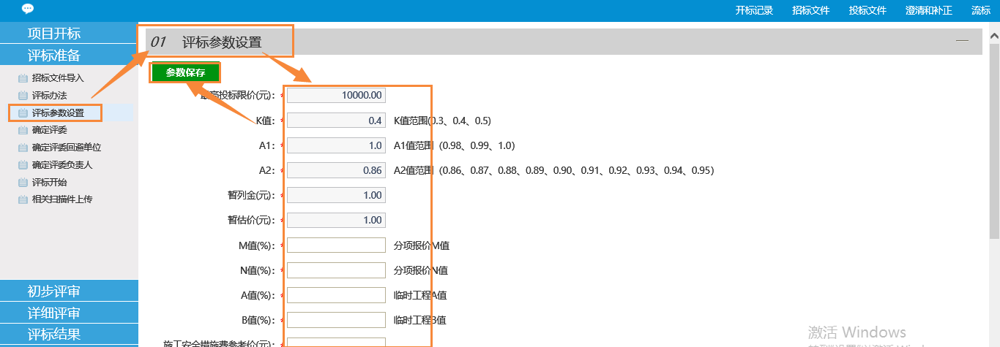 开标记录 招标文件 投标文件 澄清和补正 流标
项目开标
评标准备
招标文件导入
评标办法
评标参数设置
确定评委
确定评委回避单位
确定评委负责人
评标开始
相关扫描件上传
初步评审
详细评审
评标结果
01 评标参数设置
参数保存
最高投标限价(元): * 10000.00
K值: * 0.4 K值范围(0.3、0.4、0.5)
A1: * 1.0 A1值范围 (0.98、0.99、1.0)
A2: * 0.86 A2值范围 (0.86、0.87、0.88、0.89、0.90、0.91、0.92、0.93、0.94、0.95)
暂列金(元): * 1.00
暂估价(元): * 1.00
M值(%): * 分项报价M值
N值(%): * 分项报价N值
A值(%): * 临时工程A值
B值(%): * 临时工程B值
施工安全措施费参考价(元): *
激活 Windows